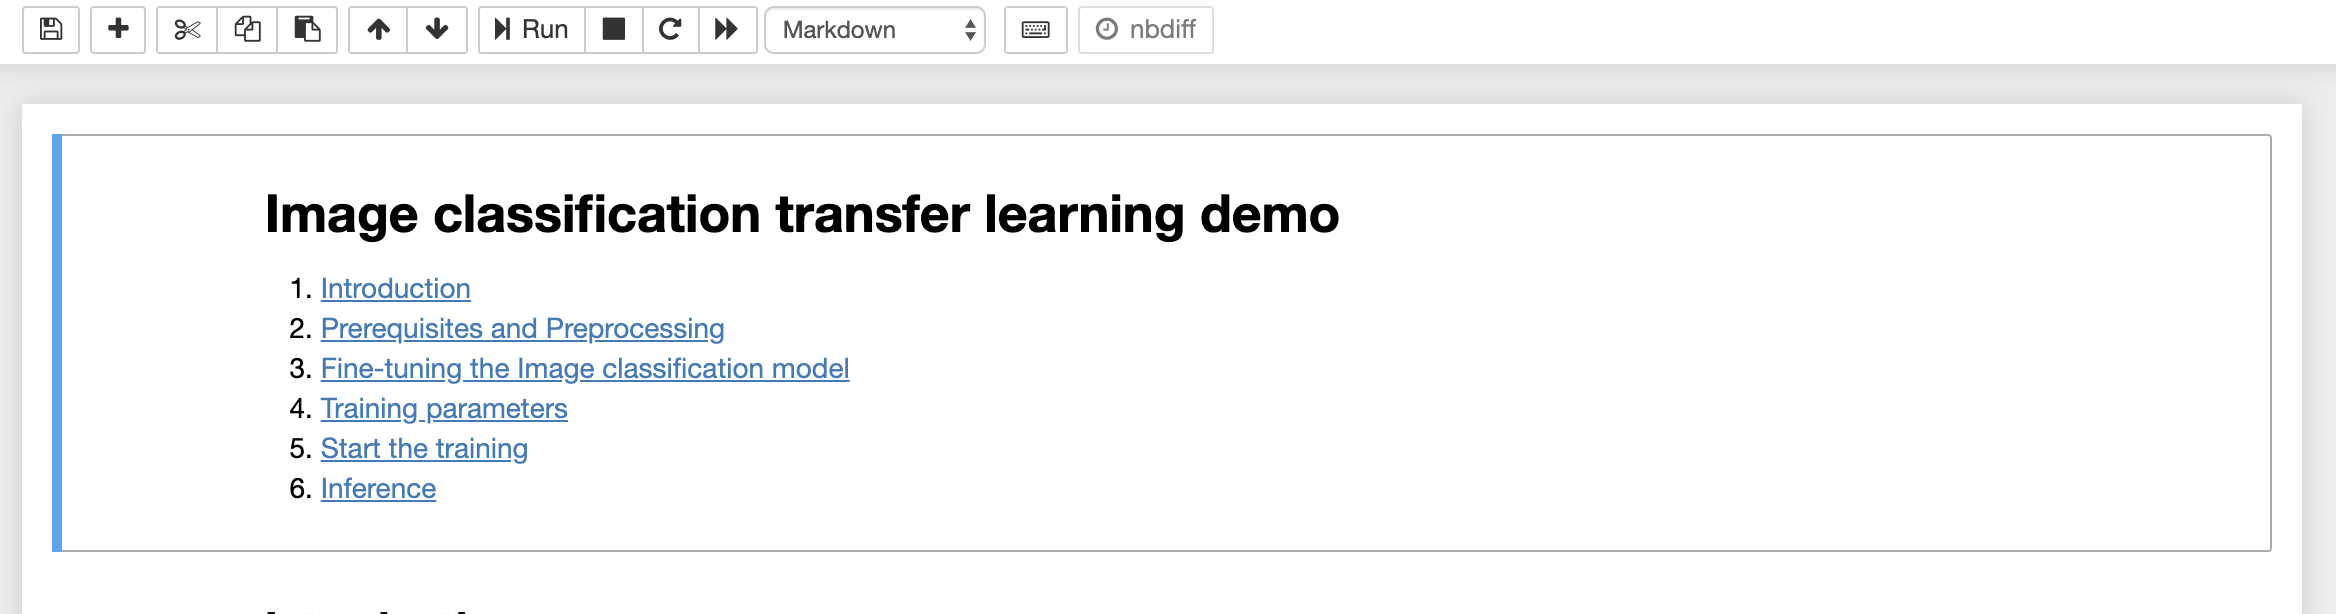 Run Markdown nbdiff
Image classification transfer learning demo
1. Introduction
2. Prerequisites and Preprocessing
3. Fine-tuning the Image classification model
4. Training parameters
5. Start the training
6. Inference